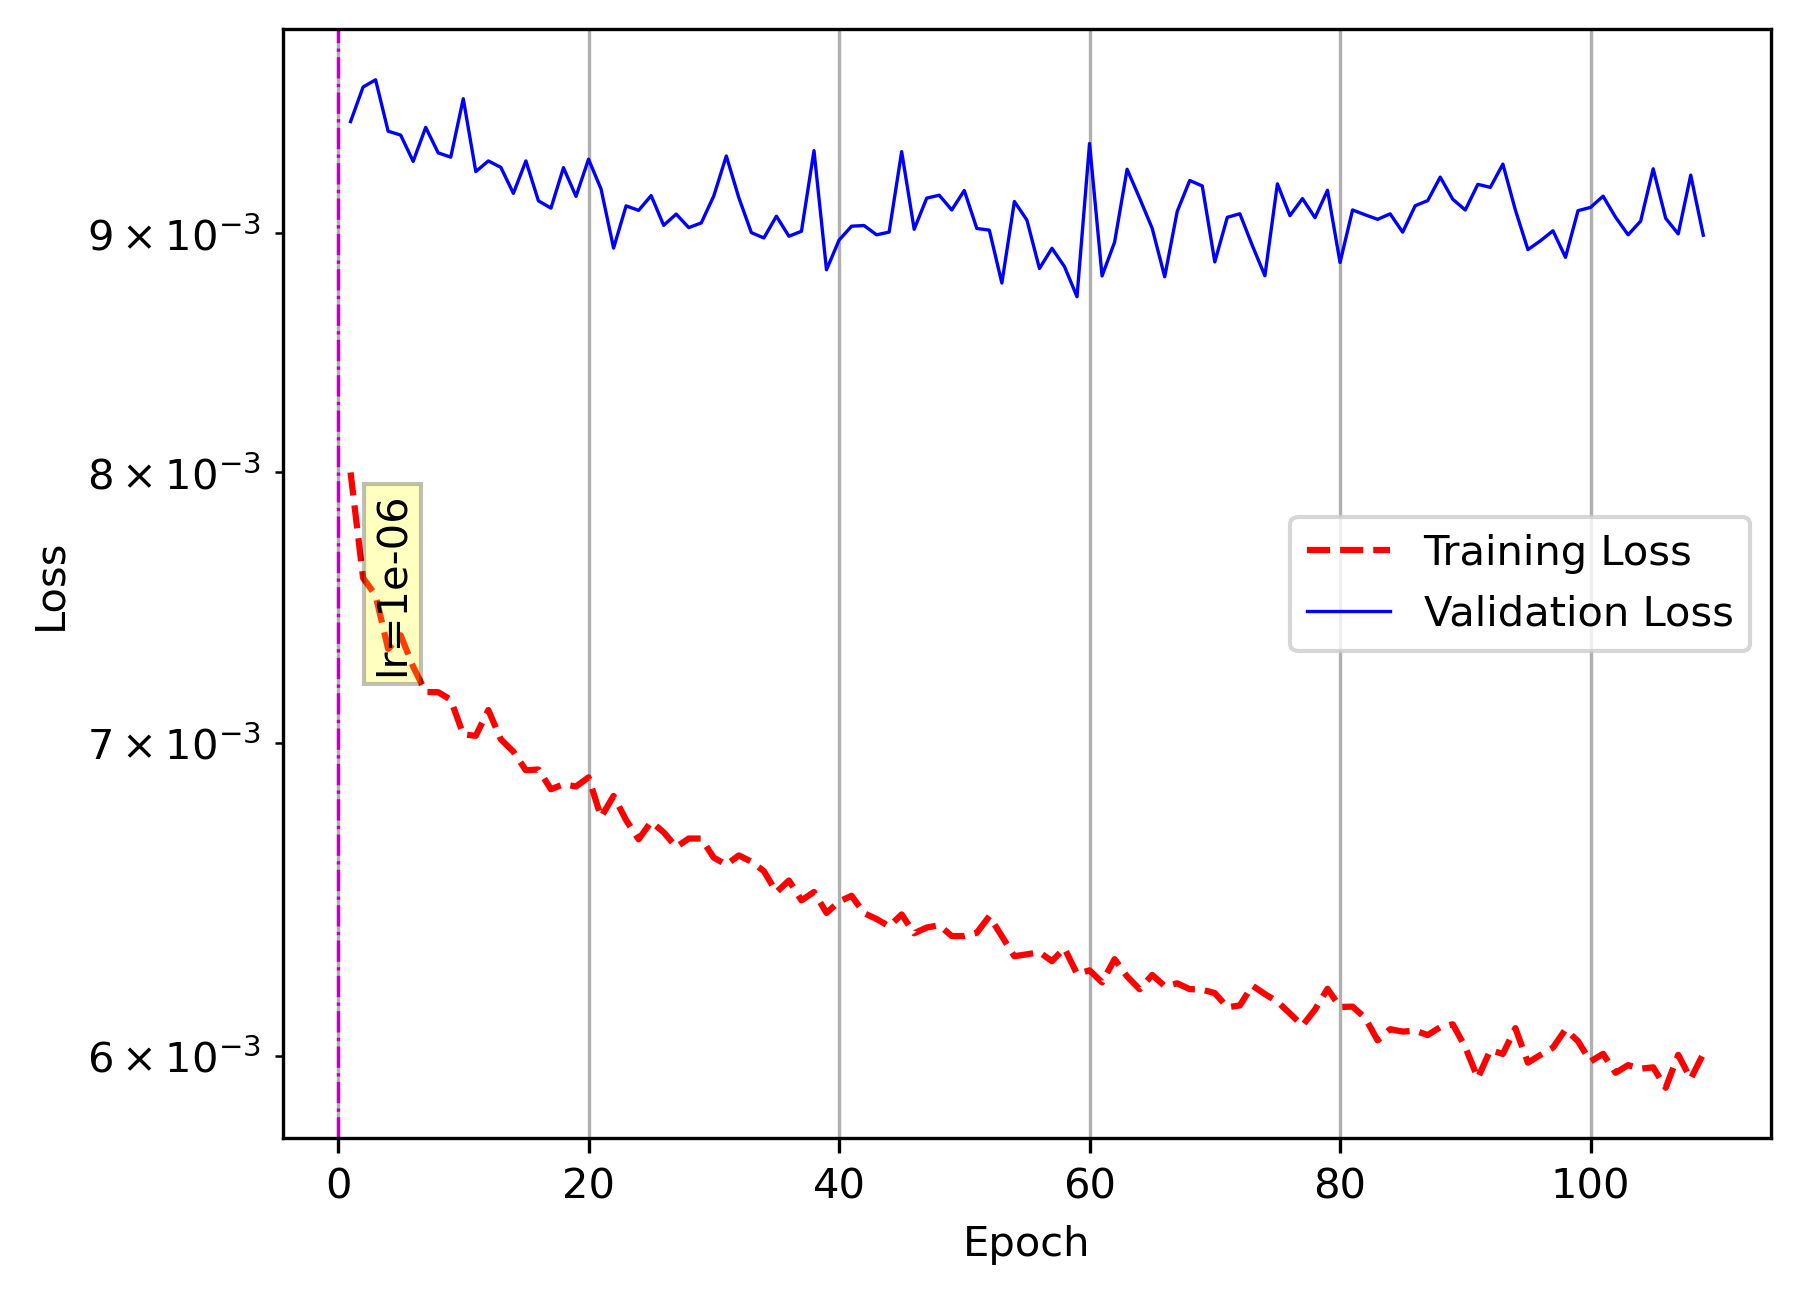 9 × 10⁻³
8 × 10⁻³
7 × 10⁻³
6 × 10⁻³
Loss
lr=1e-06
Training Loss
Validation Loss
0 20 40 60 80 100
Epoch